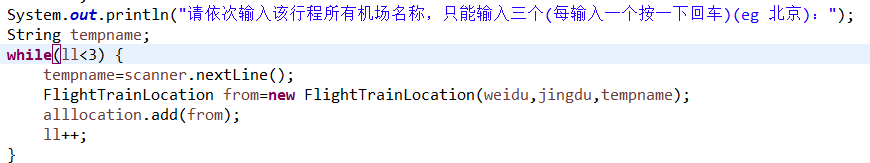 System.out.println("请依次输入该行程所有机场名称，只能输入三个(每输入一个按一下回车)(eg 北京)：");
String tempname;
while(ll<3) {
tempname=scanner.nextLine();
FlightTrainLocation from=new FlightTrainLocation(weidu,jingdu,tempname);
alllocation.add(from);
ll++;
}